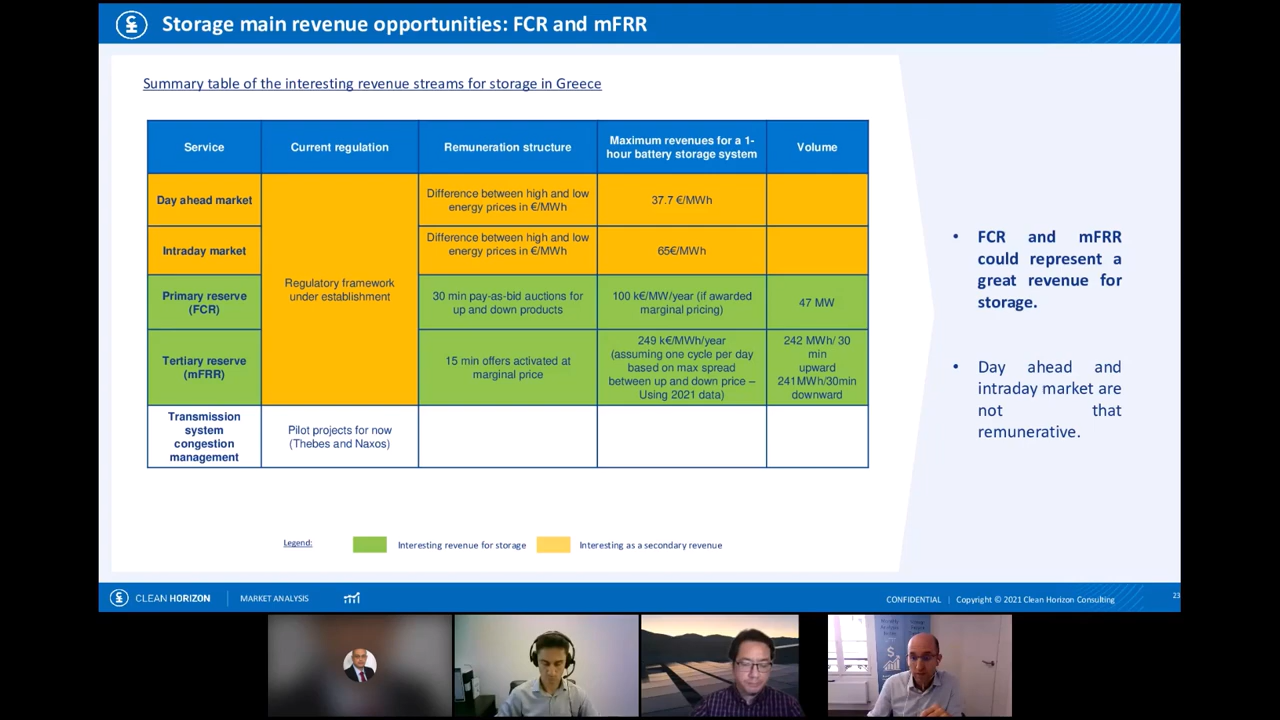 Storage main revenue opportunities: FCR and mFRR
Summary table of the interesting revenue streams for storage in Greece
Service
Current regulation
Remuneration structure
Maximum revenues for a 1-
hour battery storage system
Volume
Day ahead market
Difference between high and low
energy prices in €/MWh
37.7 €/MWh
Intraday market
Difference between high and low
energy prices in €/MWh
65€/MWh
Regulatory framework
under establishment
Primary reserve
(FCR)
30 min pay-as-bid auctions for
up and down products
100 k€/MW/year (if awarded
marginal pricing)
47 MW
Tertiary reserve
(mFRR)
15 min offers activated at
marginal price
249 k€/MWh/year
(assuming one cycle per day
based on max spread
between up and down price –
Using 2021 data)
242 MWh/ 30
min
upward
241MWh/30min
downward
Transmission
system
congestion
management
Pilot projects for now
(Thebes and Naxos)
FCR and mFRR
could represent a
great revenue for
storage.
Day ahead and
intraday market are
not that
remunerative.
Legend:
Interesting revenue for storage
Interesting as a secondary revenue
CLEAN HORIZON
MARKET ANALYSIS
CONFIDENTIAL | Copyright © 2021 Clean Horizon Consulting
23